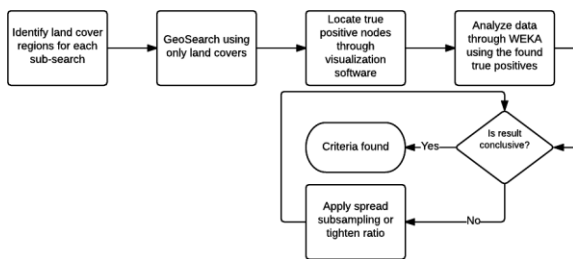 Identify land cover
regions for each
sub-search
GeoSearch using
only land covers
Locate true
positive nodes
through
visualization
software
Analyze data
through WEKA
using the found
true positives
Is result
conclusive?
Yes
Criteria found
No
Apply spread
subsampling or
tighten ratio